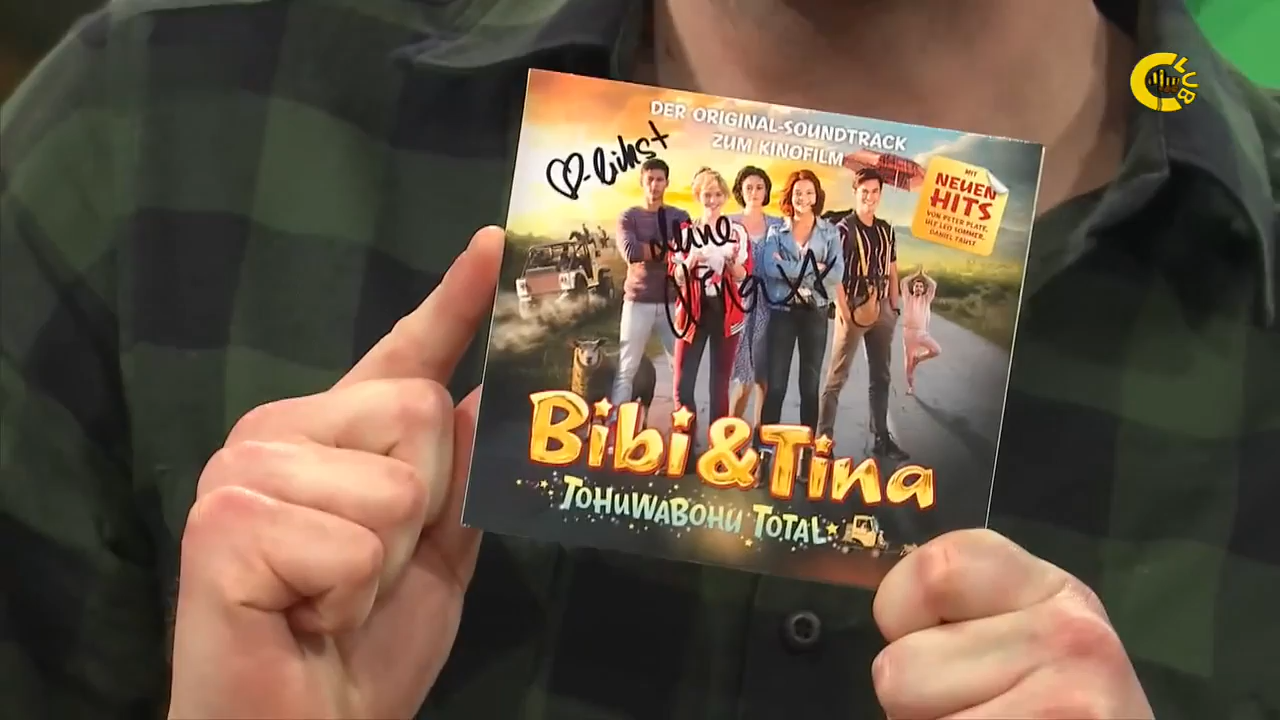 DER ORIGINAL-SOUNDTRACK
ZUM KINOFILM
MIT
NEUEN
HITS
VON PETER PLATE,
ULF LEO SOMMER,
DANIEL FAUST
Bibi & Tina
TOHUWABOHU TOTAL
CLUB